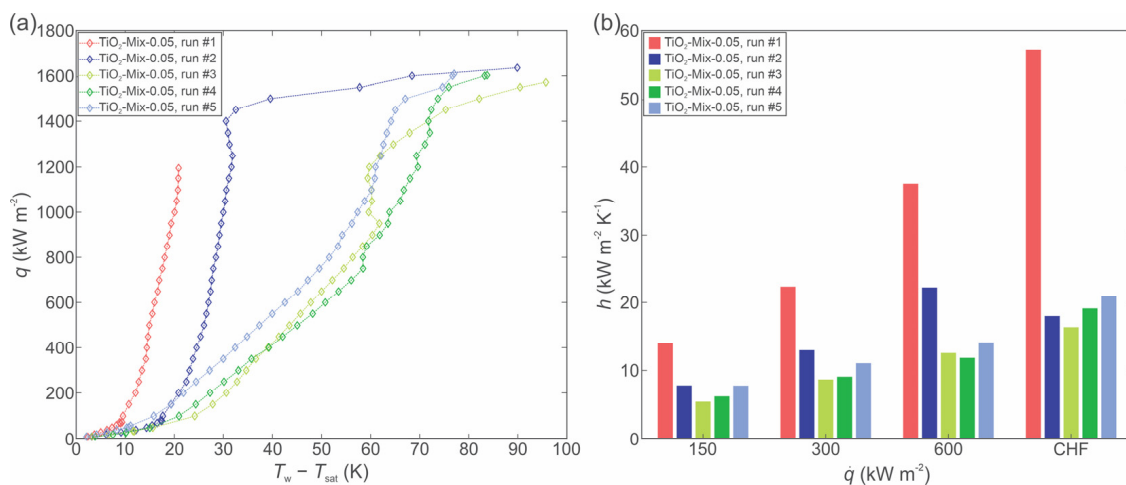 (a)
1800
1600
1400
1200
1000
800
600
400
200
0
q (kW m⁻²)
TiO₂-Mix-0.05, run #1
TiO₂-Mix-0.05, run #2
TiO₂-Mix-0.05, run #3
TiO₂-Mix-0.05, run #4
TiO₂-Mix-0.05, run #5
0 10 20 30 40 50 60 70 80 90 100
T_w − T_sat (K)
(b)
60
50
40
30
20
10
0
h (kW m⁻² K⁻¹)
TiO₂-Mix-0.05, run #1
TiO₂-Mix-0.05, run #2
TiO₂-Mix-0.05, run #3
TiO₂-Mix-0.05, run #4
TiO₂-Mix-0.05, run #5
150 300 600 CHF
q̇ (kW m⁻²)